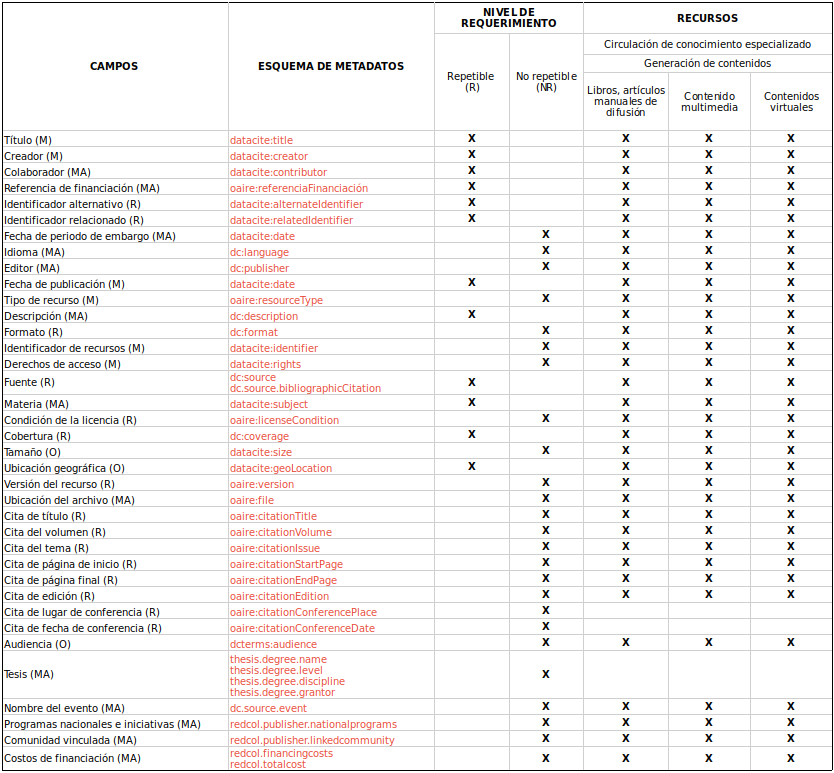 CAMPOS
ESQUEMA DE METADATOS
NIVEL DE
REQUERIMIENTO
RECURSOS
Repetible
(R)
No repetible
(NR)
Circulación de conocimiento especializado
Generación de contenidos
Libros, artículos
manuales de
difusión
Contenido
multimedia
Contenidos
virtuales
Título (M) datacite:title X X X X
Creador (M) datacite:creator X X X X
Colaborador (MA) datacite:contributor X X X X
Referencia de financiación (MA) oaire:referenciaFinanciación X X X X
Identificador alternativo (R) datacite:alternateIdentifier X X X X
Identificador relacionado (R) datacite:relatedIdentifier X X X X
Fecha de periodo de embargo (MA) datacite:date X X X X
Idioma (MA) dc:language X X X X
Editor (MA) dc:publisher X X X X
Fecha de publicación (M) datacite:date X X X X
Tipo de recurso (M) oaire:resourceType X X X X
Descripción (MA) dc:description X X X X
Formato (R) dc:format X X X X
Identificador de recursos (M) datacite:identifier X X X X
Derechos de acceso (M) datacite:rights X X X X
Fuente (R) dc:source X X X X
dc.source.bibliographicCitation
Materia (MA) datacite:subject X X X X
Condición de la licencia (R) oaire:licenseCondition X X X X
Cobertura (R) dc:coverage X X X X
Tamaño (O) datacite:size X X X X
Ubicación geográfica (O) datacite:geoLocation X X X X
Versión del recurso (R) oaire:version X X X X
Ubicación del archivo (MA) oaire:file X X X X
Cita de título (R) oaire:citationTitle X X X X
Cita del volumen (R) oaire:citationVolume X X X X
Cita del tema (R) oaire:citationIssue X X X X
Cita de página de inicio (R) oaire:citationStartPage X X X X
Cita de página final (R) oaire:citationEndPage X X X X
Cita de edición (R) oaire:citationEdition X X X X
Cita de lugar de conferencia (R) oaire:citationConferencePlace X
Cita de fecha de conferencia (R) oaire:citationConferenceDate X
Audiencia (O) dcterms:audience X X X X
Tesis (MA) thesis.degree.name X
thesis.degree.level
thesis.degree.discipline
thesis.degree.grantor
Nombre del evento (MA) dc.source.event X X X X
Programas nacionales e iniciativas (MA) redcol.publisher.nationalprograms X X X X
Comunidad vinculada (MA) redcol.publisher.linkedcommunity X X X X
Costos de financiación (MA) redcol.financingcosts X X X X
redcol.totalcost